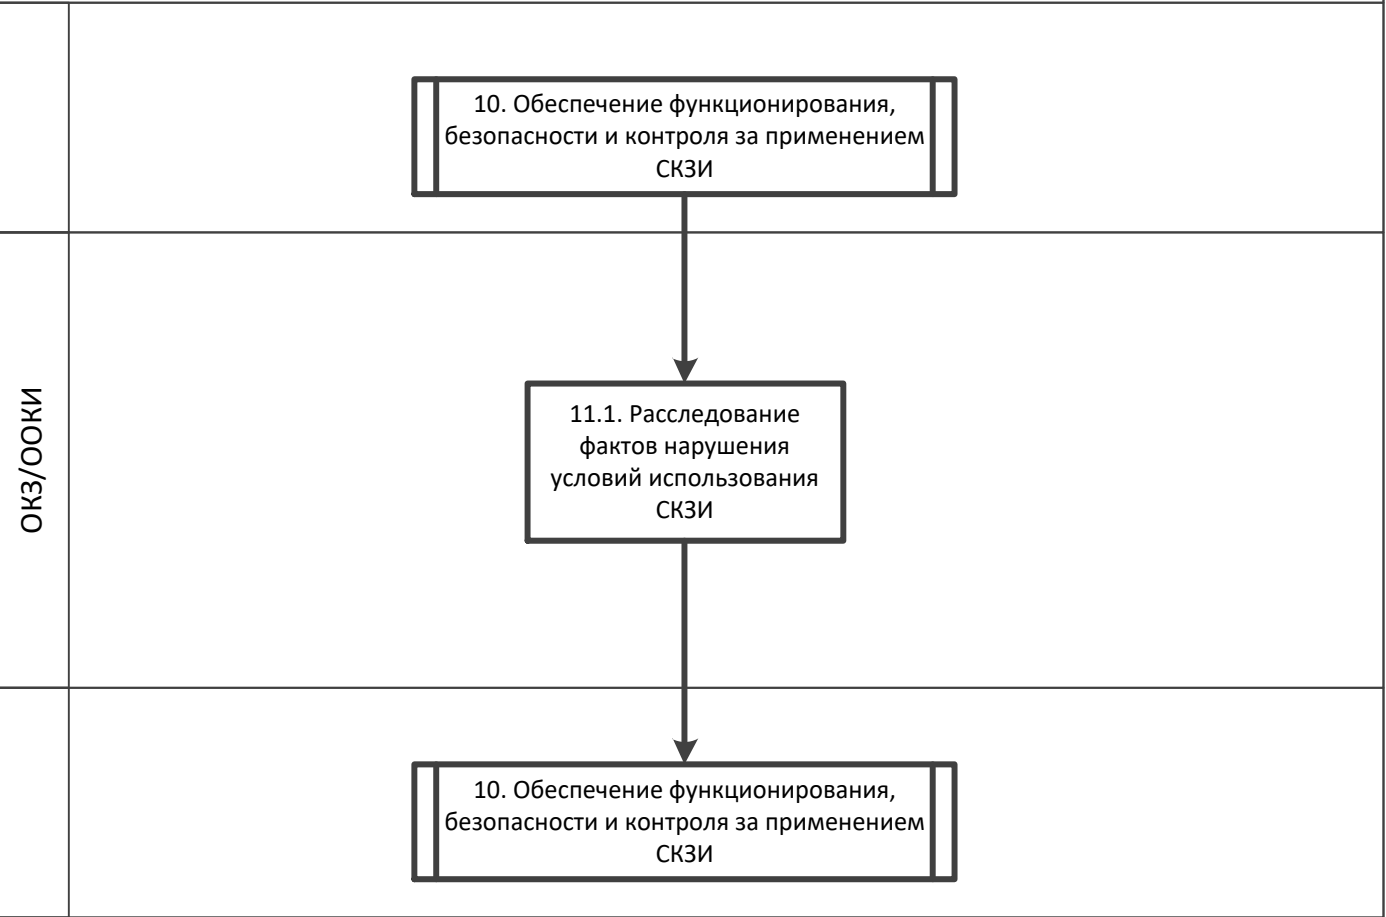 10. Обеспечение функционирования,
безопасности и контроля за применением
СКЗИ
ОКЗ/ООКИ
11.1. Расследование
фактов нарушения
условий использования
СКЗИ
10. Обеспечение функционирования,
безопасности и контроля за применением
СКЗИ